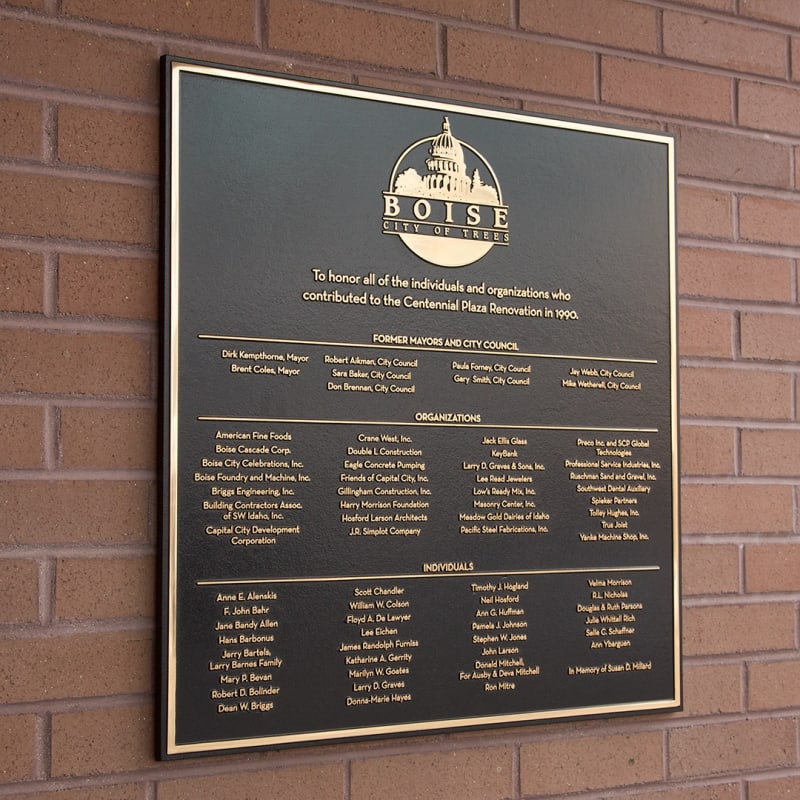 BOISE
CITY OF TREES
To honor all of the individuals and organizations who
contributed to the Centennial Plaza Renovation in 1990.
FORMER MAYORS AND CITY COUNCIL
Dirk Kempthorne, Mayor
Brent Coles, Mayor
Robert Aikman, City Council
Sara Baker, City Council
Don Brennan, City Council
Paula Forney, City Council
Gary Smith, City Council
Jay Webb, City Council
Mike Wetherell, City Council
ORGANIZATIONS
American Fine Foods
Boise Cascade Corp.
Boise City Celebrations, Inc.
Boise Foundry and Machine, Inc.
Briggs Engineering, Inc.
Building Contractors Assoc.
of SW Idaho, Inc.
Capital City Development
Corporation
Crane West, Inc.
Double L Construction
Eagle Concrete Pumping
Friends of Capital City, Inc.
Gillingham Construction, Inc.
Harry Morrison Foundation
Hosford Larson Architects
J.R. Simplot Company
Jack Ellis Glass
KeyBank
Larry D. Graves & Sons, Inc.
Lee Read Jewelers
Low's Ready Mix, Inc.
Masonry Center, Inc.
Meadow Gold Dairies of Idaho
Pacific Steel Fabrications, Inc.
Preco Inc. and SCP Global
Technologies
Professional Service Industries, Inc.
Ruschman Sand and Gravel, Inc.
Southwest Dental Auxiliary
Spieker Partners
Tolley Hughes, Inc.
Trus Joist
Yanke Machine Shop, Inc.
INDIVIDUALS
Anne E. Alenskis
F. John Bahr
Jane Bandy Allen
Hans Barbonus
Jerry Bartels,
Larry Barnes Family
Mary P. Bevan
Robert D. Bolinder
Dean W. Briggs
Scott Chandler
William W. Colson
Floyd A. De Lawyer
Lee Eichen
James Randolph Furniss
Katharine A. Gerrity
Marilyn W. Goates
Larry D. Graves
Donna-Marie Hayes
Timothy J. Hogland
Neil Hosford
Ann G. Huffman
Pamela J. Johnson
Stephen W. Jones
John Larson
Donald Mitchell,
For Ausby & Deva Mitchell
Ron Mitre
Velma Morrison
R.L. Nicholas
Douglas & Ruth Parsons
Julie Whittall Rich
Salle C. Schaffner
Ann Ybarguen
In Memory of Susan D. Millard